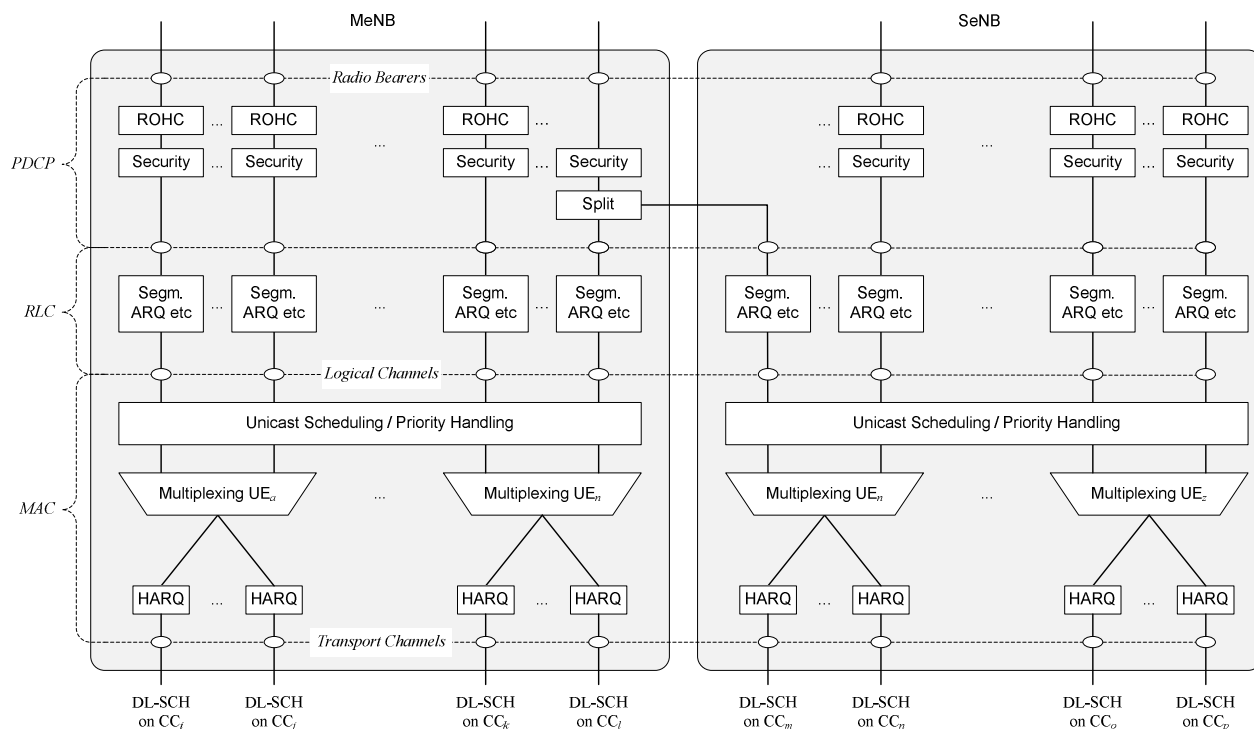 MeNB SeNB
Radio Bearers
ROHC ... ROHC ROHC ... ... ROHC ROHC ... ROHC
... ...
PDCP Security ... Security Security ... Security ... Security Security ... Security
Split
Segm. Segm. Segm. Segm. Segm. Segm. Segm. Segm.
RLC ... ... ... ... ... ...
ARQ etc ARQ etc ARQ etc ARQ etc ARQ etc ARQ etc ARQ etc ARQ etc
Logical Channels
Unicast Scheduling / Priority Handling Unicast Scheduling / Priority Handling
Multiplexing UEa ... Multiplexing UEn Multiplexing UEn ... Multiplexing UEz
MAC
HARQ ... HARQ HARQ ... HARQ HARQ ... HARQ HARQ ... HARQ
Transport Channels
DL-SCH DL-SCH DL-SCH DL-SCH DL-SCH DL-SCH DL-SCH DL-SCH
on CCi on CCj on CCk on CCl on CCm on CCn on CCo on CCp